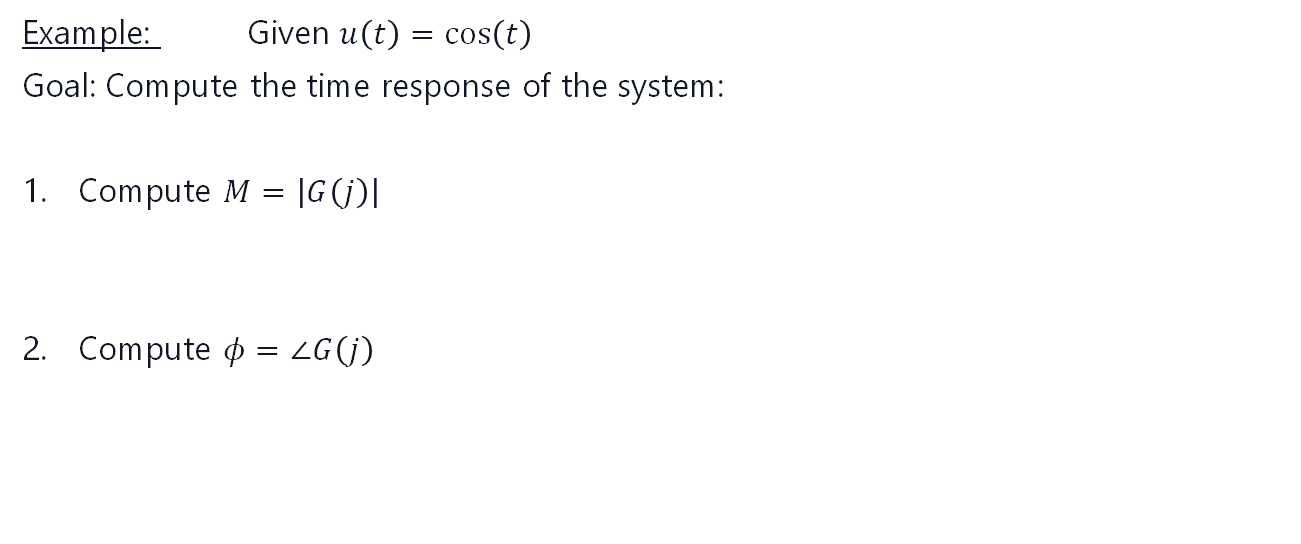 Example: Given u(t) = cos(t)
Goal: Compute the time response of the system:
1. Compute M = |G(j)|
2. Compute ϕ = ∠G(j)